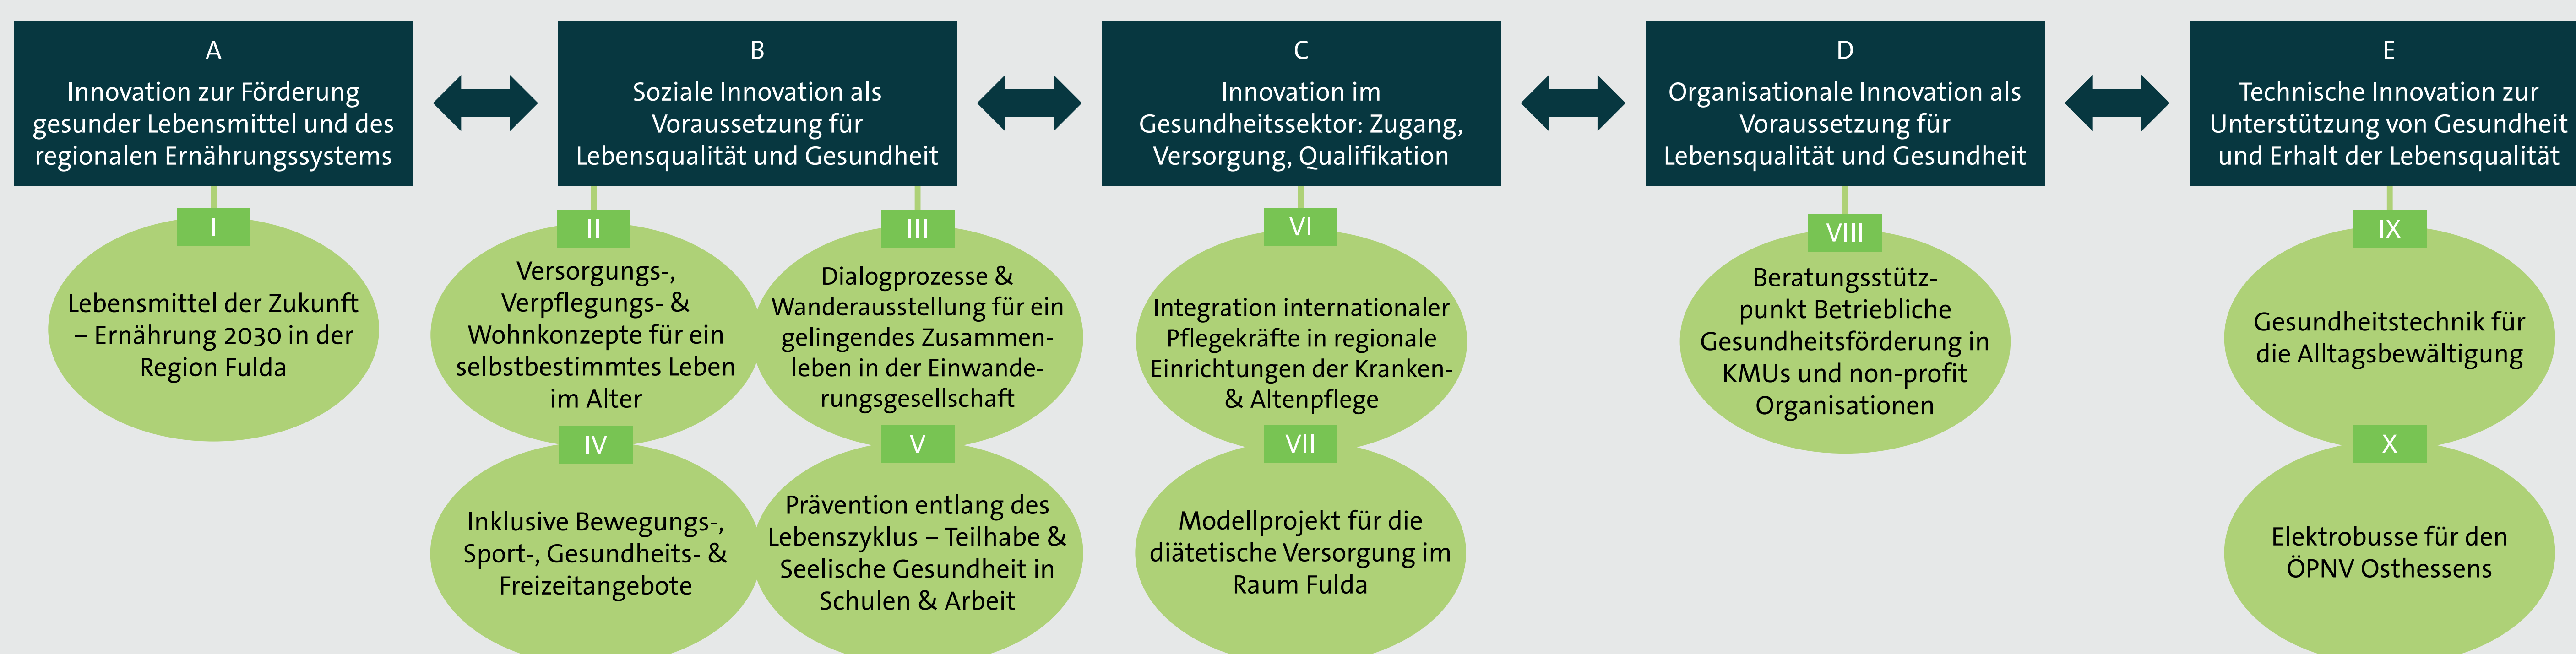 A
Innovation zur Förderung
gesunder Lebensmittel und des
regionalen Ernährungssystems
B
Soziale Innovation als
Voraussetzung für
Lebensqualität und Gesundheit
C
Innovation im
Gesundheitssektor: Zugang,
Versorgung, Qualifikation
D
Organisationale Innovation als
Voraussetzung für
Lebensqualität und Gesundheit
E
Technische Innovation zur
Unterstützung von Gesundheit
und Erhalt der Lebensqualität
I
Lebensmittel der Zukunft
– Ernährung 2030 in der
Region Fulda
II
Versorgungs-,
Verpflegungs- &
Wohnkonzepte für ein
selbstbestimmtes Leben
im Alter
III
Dialogprozesse &
Wanderausstellung für ein
gelingendes Zusammen-
leben in der Einwande-
rungsgesellschaft
IV
Inklusive Bewegungs-,
Sport-, Gesundheits- &
Freizeitangebote
V
Prävention entlang des
Lebenszyklus – Teilhabe &
Seelische Gesundheit in
Schulen & Arbeit
VI
Integration internationaler
Pflegekräfte in regionale
Einrichtungen der Kranken-
& Altenpflege
VII
Modellprojekt für die
diätetische Versorgung im
Raum Fulda
VIII
Beratungsstütz-
punkt Betriebliche
Gesundheitsförderung in
KMUs und non-profit
Organisationen
IX
Gesundheitstechnik für
die Alltagsbewältigung
X
Elektrobusse für den
ÖPNV Osthessens